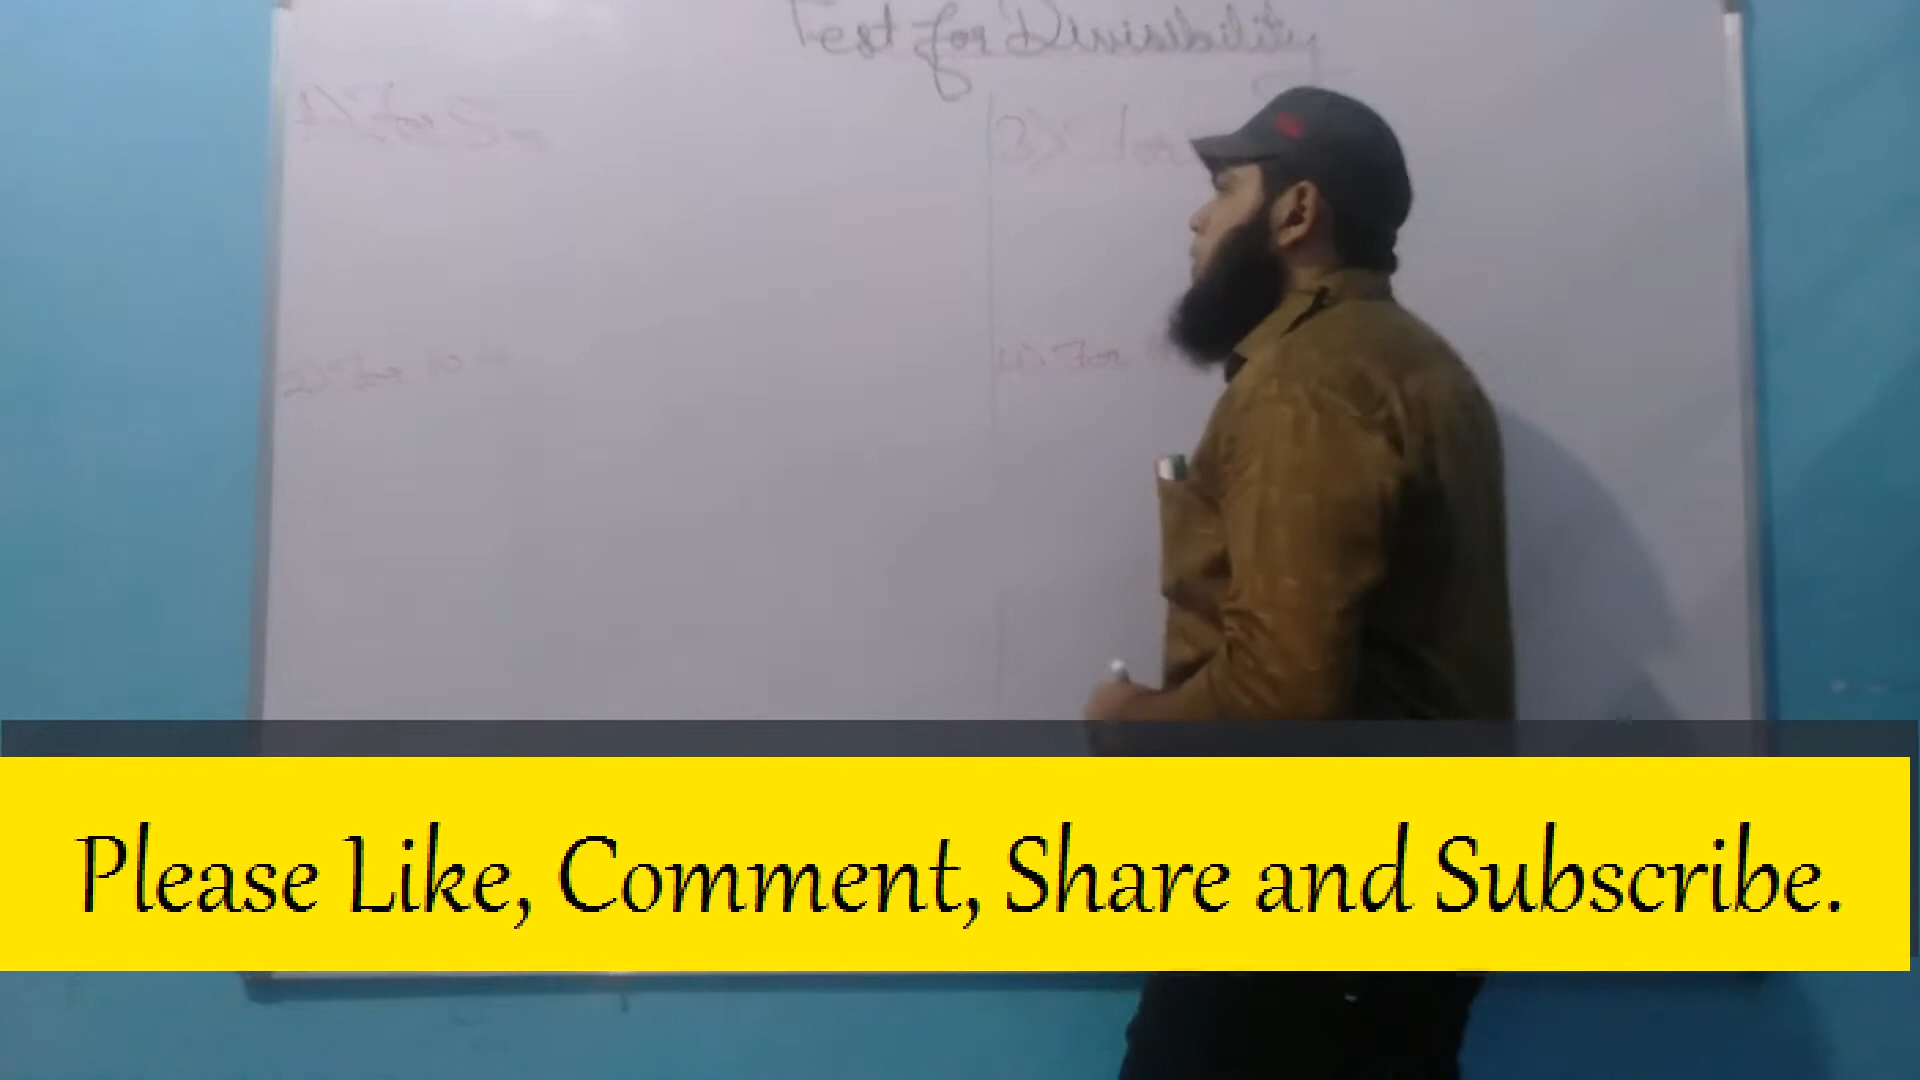 Test for Divisibility
1) For 5
3) For
2) For 10
4) For
Please Like, Comment, Share and Subscribe.